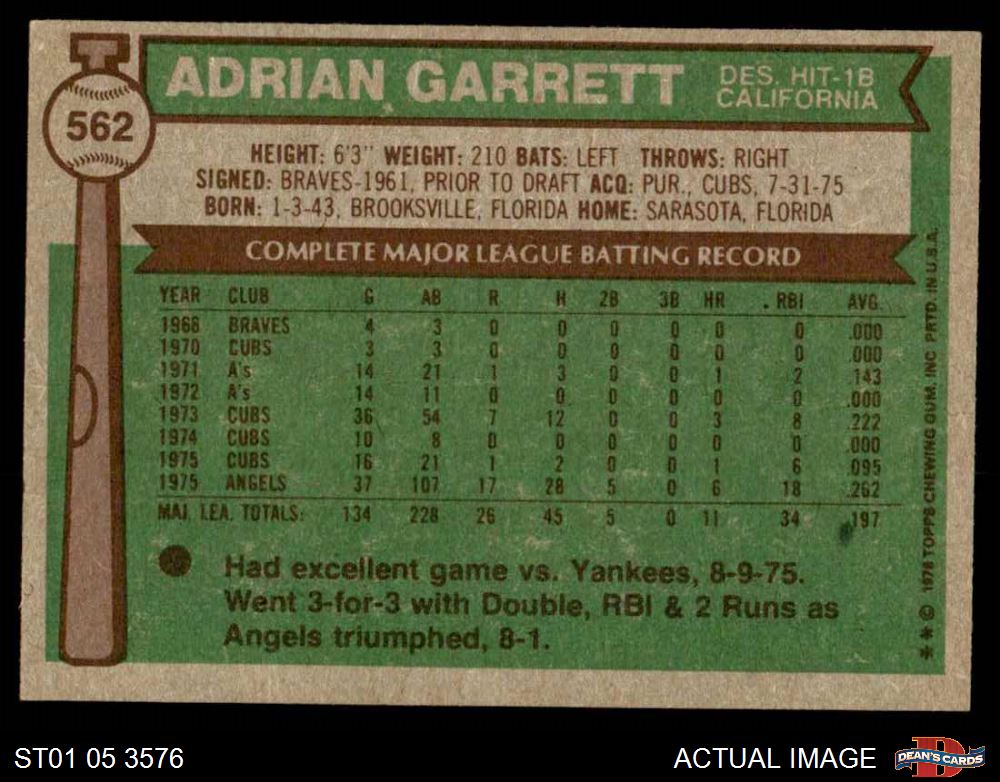 ADRIAN GARRETT
DES. HIT-1B
CALIFORNIA
562
HEIGHT: 6'3" WEIGHT: 210 BATS: LEFT THROWS: RIGHT
SIGNED: BRAVES-1961, PRIOR TO DRAFT ACQ: PUR., CUBS, 7-31-75
BORN: 1-3-43, BROOKSVILLE, FLORIDA HOME: SARASOTA, FLORIDA
COMPLETE MAJOR LEAGUE BATTING RECORD
YEAR CLUB G AB R H 2B 3B HR . RBI AVG.
1966 BRAVES 4 3 0 0 0 0 0 0 .000
1970 CUBS 3 3 0 0 0 0 0 0 .000
1971 A's 14 21 1 3 0 0 1 2 .143
1972 A's 14 11 0 0 0 0 0 0 .000
1973 CUBS 36 54 7 12 0 0 3 8 .222
1974 CUBS 10 8 0 0 0 0 0 0 .000
1975 CUBS 16 21 1 2 0 0 1 6 .095
1975 ANGELS 37 107 17 28 5 0 6 18 .262
MAJ. LEA. TOTALS: 134 228 26 45 5 0 11 34 .197
Had excellent game vs. Yankees, 8-9-75.
Went 3-for-3 with Double, RBI & 2 Runs as
Angels triumphed, 8-1.
** © 1976 TOPPS CHEWING GUM, INC PRTD. IN U.S.A.
ST01 05 3576
ACTUAL IMAGE
D
DEAN'S CARDS